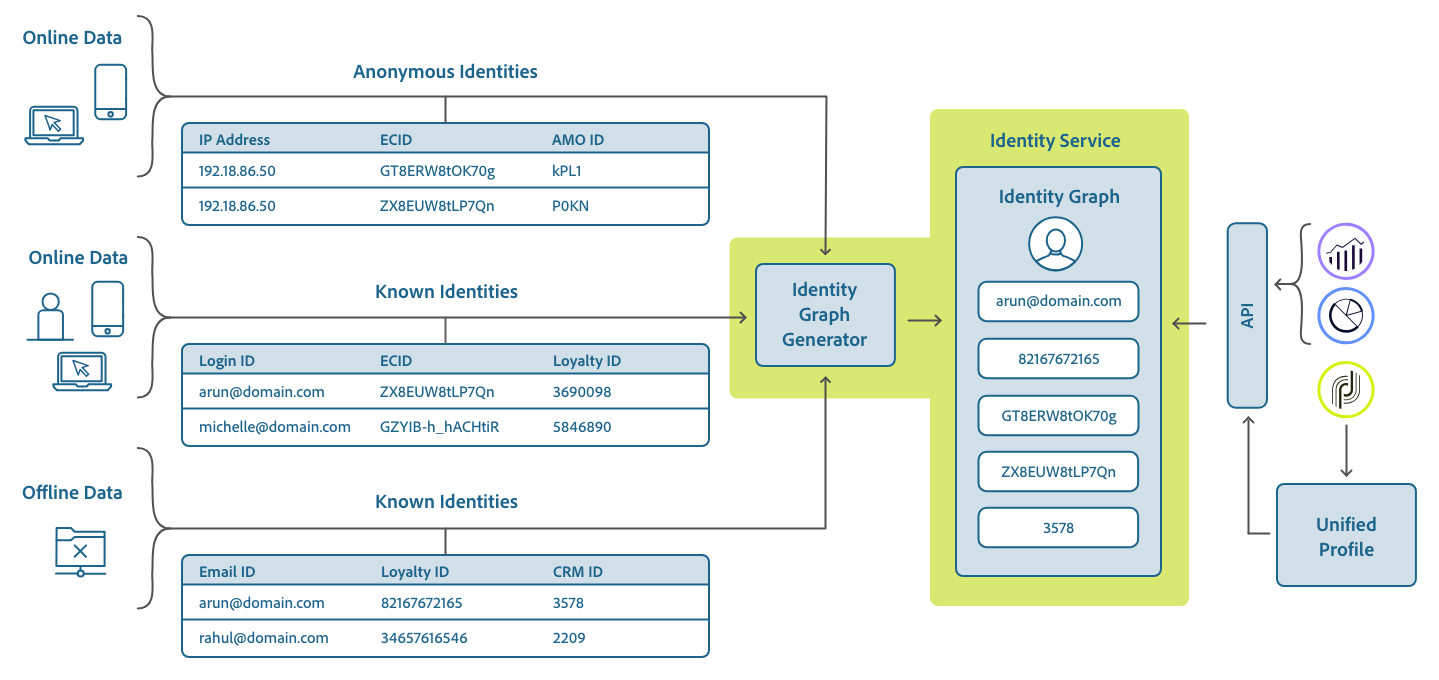 Online Data
Anonymous Identities
IP Address ECID AMO ID
192.18.86.50 GT8ERW8tOK70g kPL1
192.18.86.50 ZX8EUW8tLP7Qn P0KN
Online Data
Known Identities
Login ID ECID Loyalty ID
arun@domain.com ZX8EUW8tLP7Qn 3690098
michelle@domain.com GZYIB-h_hACHtiR 5846890
Offline Data
Known Identities
Email ID Loyalty ID CRM ID
arun@domain.com 82167672165 3578
rahul@domain.com 34657616546 2209
Identity
Graph
Generator
Identity Service
Identity Graph
arun@domain.com
82167672165
GT8ERW8tOK70g
ZX8EUW8tLP7Qn
3578
API
Unified
Profile